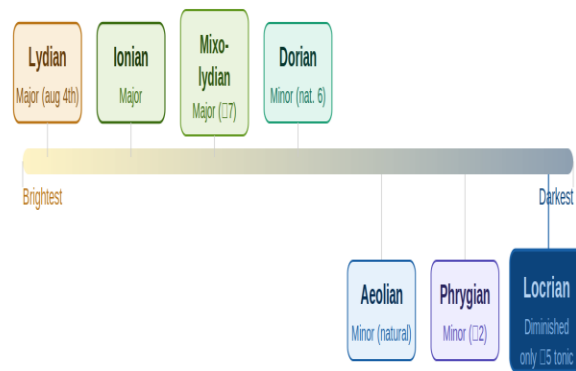 Lydian
Major (aug 4th)
Ionian
Major
Mixo-
lydian
Major (□7)
Dorian
Minor (nat. 6)
Brightest
Darkest
Aeolian
Minor (natural)
Phrygian
Minor (□2)
Locrian
Diminished
only □5 tonic